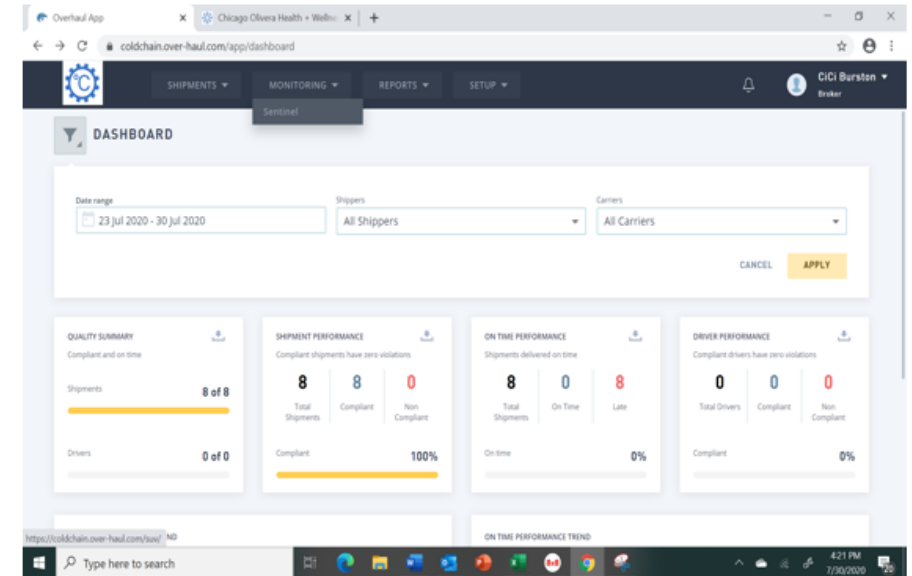 Overhaul App
Chicago Olivera Health + Wellne
coldchain.over-haul.com/app/dashboard
°C
SHIPMENTS
MONITORING
REPORTS
SETUP
CiCi Burston
Broker
Sentinel
DASHBOARD
Date range
23 Jul 2020 - 30 Jul 2020
Shippers
All Shippers
Carriers
All Carriers
CANCEL
APPLY
QUALITY SUMMARY
Compliant and on time
Shipments
8 of 8
Drivers
0 of 0
SHIPMENT PERFORMANCE
Compliant shipments have zero violations
8
8
0
Total Shipments
Compliant
Non Compliant
Compliant
100%
ON TIME PERFORMANCE
Shipments delivered on time
8
0
8
Total Shipments
On Time
Late
On time
0%
DRIVER PERFORMANCE
Compliant drivers have zero violations
0
0
0
Total Drivers
Compliant
Non Compliant
Compliant
0%
https://coldchain.over-haul.com/suv/
ND
ON TIME PERFORMANCE TREND
Type here to search
4:21 PM
7/30/2020
20